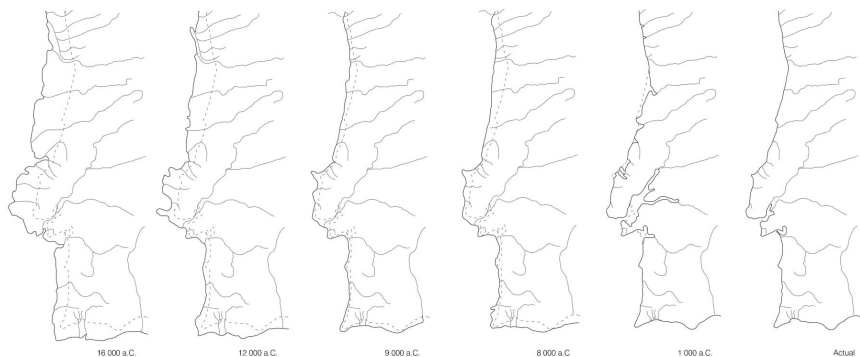 16 000 a.C.
12 000 a.C.
9 000 a.C.
8 000 a.C
1 000 a.C.
Actual